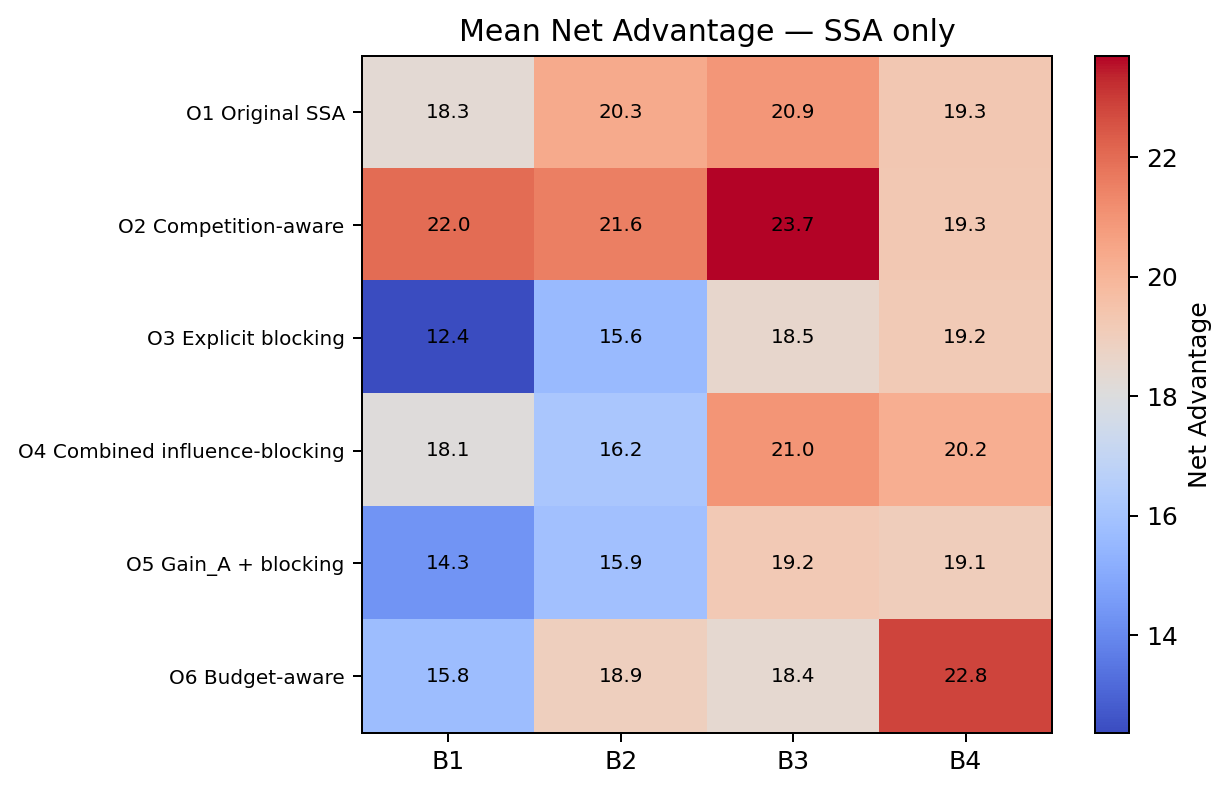 Mean Net Advantage — SSA only
O1 Original SSA 18.3 20.3 20.9 19.3
O2 Competition-aware 22.0 21.6 23.7 19.3
O3 Explicit blocking 12.4 15.6 18.5 19.2
O4 Combined influence-blocking 18.1 16.2 21.0 20.2
O5 Gain_A + blocking 14.3 15.9 19.2 19.1
O6 Budget-aware 15.8 18.9 18.4 22.8
B1 B2 B3 B4
22
20
18
16
14
Net Advantage